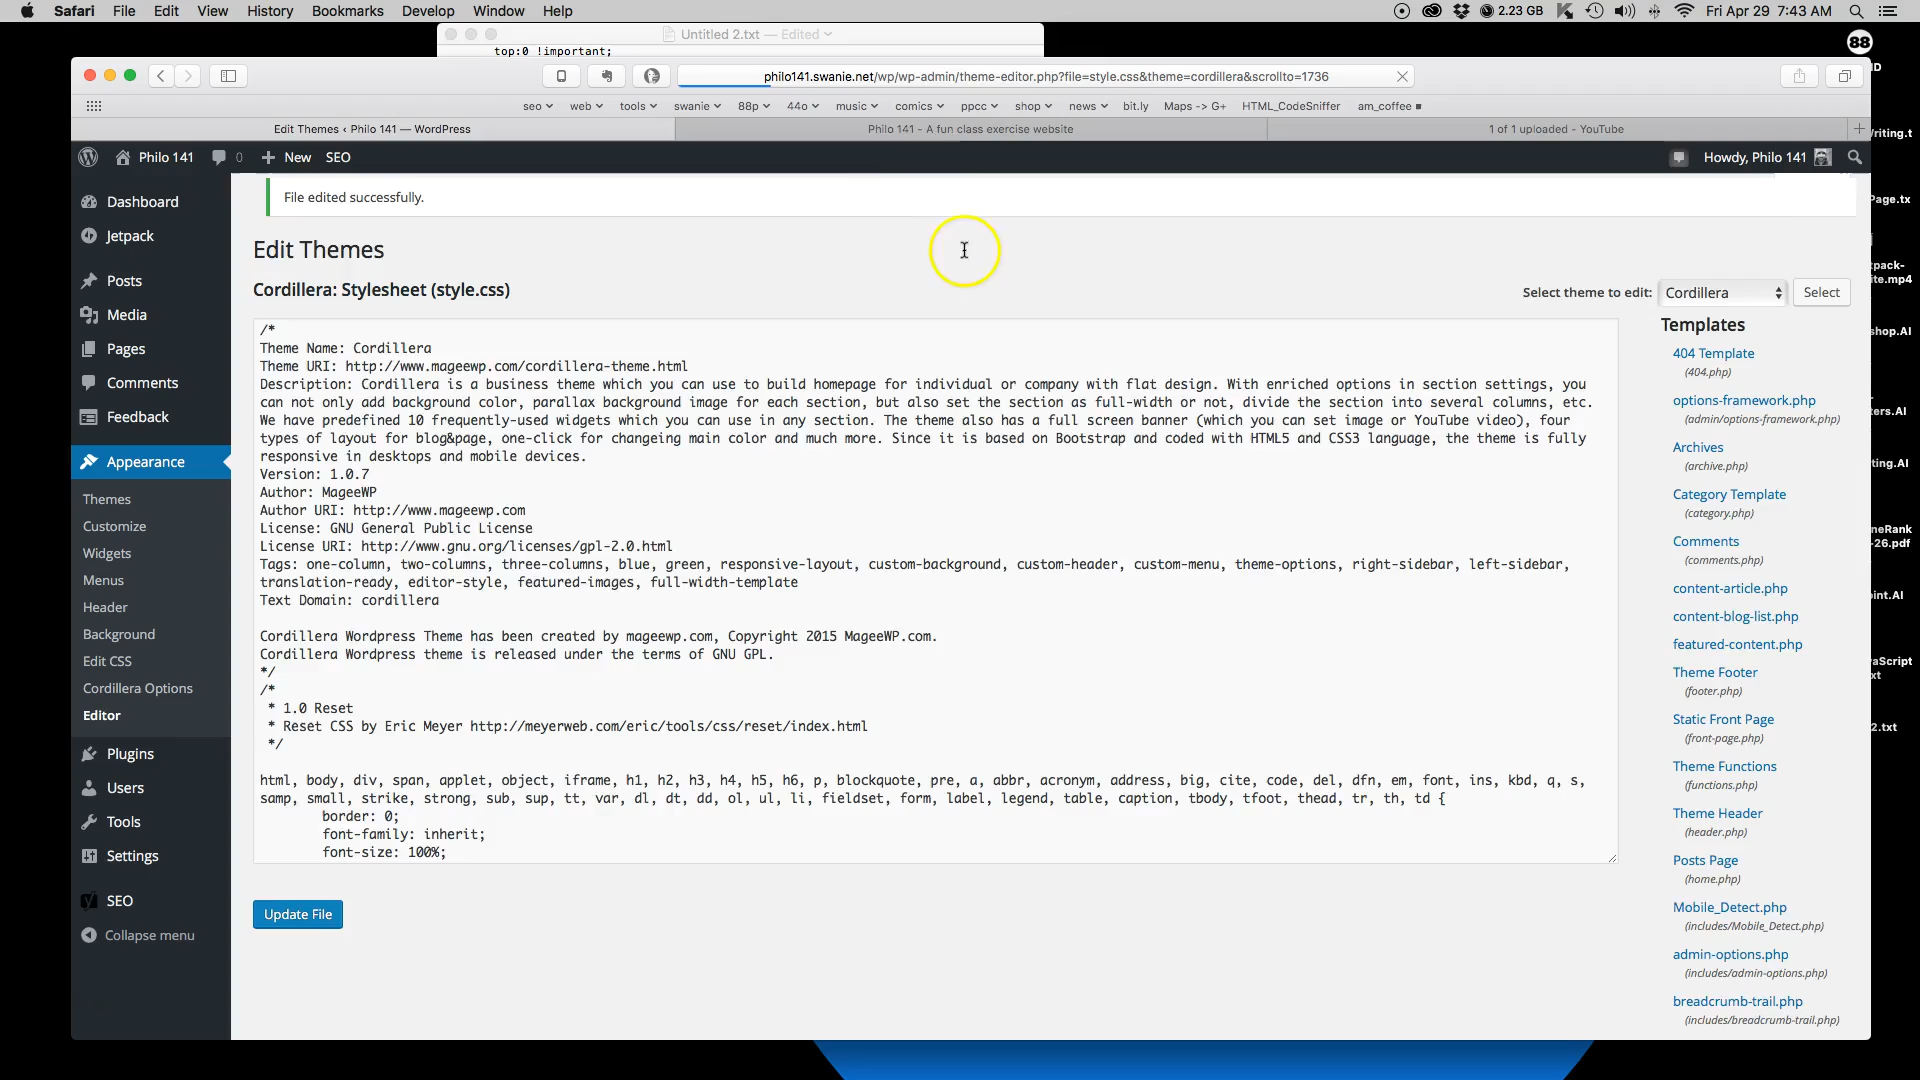 Safari File Edit View History Bookmarks Develop Window Help
2.23 GB Fri Apr 29 7:43 AM
Untitled 2.txt — Edited
top:0 !important;
88
philo141.swanie.net/wp/wp-admin/theme-editor.php?file=style.css&theme=cordillera&scrollto=1736
seo web tools swanie 88p 44o music comics ppcc shop news bit.ly Maps -> G+ HTML_CodeSniffer am_coffee
Edit Themes ‹ Philo 141 — WordPress
Philo 141 - A fun class exercise website
1 of 1 uploaded - YouTube
Philo 141 0 New SEO
Howdy, Philo 141
Dashboard
Jetpack
Posts
Media
Pages
Comments
Feedback
Appearance
Themes
Customize
Widgets
Menus
Header
Background
Edit CSS
Cordillera Options
Editor
Plugins
Users
Tools
Settings
SEO
Collapse menu
File edited successfully.
Edit Themes
Cordillera: Stylesheet (style.css)
Select theme to edit: Cordillera Select
/*
Theme Name: Cordillera
Theme URI: http://www.mageewp.com/cordillera-theme.html
Description: Cordillera is a business theme which you can use to build homepage for individual or company with flat design. With enriched options in section settings, you
can not only add background color, parallax background image for each section, but also set the section as full-width or not, divide the section into several columns, etc.
We have predefined 10 frequently-used widgets which you can use in any section. The theme also has a full screen banner (which you can set image or YouTube video), four
types of layout for blog&page, one-click for changeing main color and much more. Since it is based on Bootstrap and coded with HTML5 and CSS3 language, the theme is fully
responsive in desktops and mobile devices.
Version: 1.0.7
Author: MageeWP
Author URI: http://www.mageewp.com
License: GNU General Public License
License URI: http://www.gnu.org/licenses/gpl-2.0.html
Tags: one-column, two-columns, three-columns, blue, green, responsive-layout, custom-background, custom-header, custom-menu, theme-options, right-sidebar, left-sidebar,
translation-ready, editor-style, featured-images, full-width-template
Text Domain: cordillera
Cordillera Wordpress Theme has been created by mageewp.com, Copyright 2015 MageeWP.com.
Cordillera Wordpress theme is released under the terms of GNU GPL.
*/
/*
* 1.0 Reset
* Reset CSS by Eric Meyer http://meyerweb.com/eric/tools/css/reset/index.html
*/
html, body, div, span, applet, object, iframe, h1, h2, h3, h4, h5, h6, p, blockquote, pre, a, abbr, acronym, address, big, cite, code, del, dfn, em, font, ins, kbd, q, s,
samp, small, strike, strong, sub, sup, tt, var, dl, dt, dd, ol, ul, li, fieldset, form, label, legend, table, caption, tbody, tfoot, thead, tr, th, td {
border: 0;
font-family: inherit;
font-size: 100%;
Update File
Templates
404 Template
(404.php)
options-framework.php
(admin/options-framework.php)
Archives
(archive.php)
Category Template
(category.php)
Comments
(comments.php)
content-article.php
content-blog-list.php
featured-content.php
Theme Footer
(footer.php)
Static Front Page
(front-page.php)
Theme Functions
(functions.php)
Theme Header
(header.php)
Posts Page
(home.php)
Mobile_Detect.php
(includes/Mobile_Detect.php)
admin-options.php
(includes/admin-options.php)
breadcrumb-trail.php
(includes/breadcrumb-trail.php)